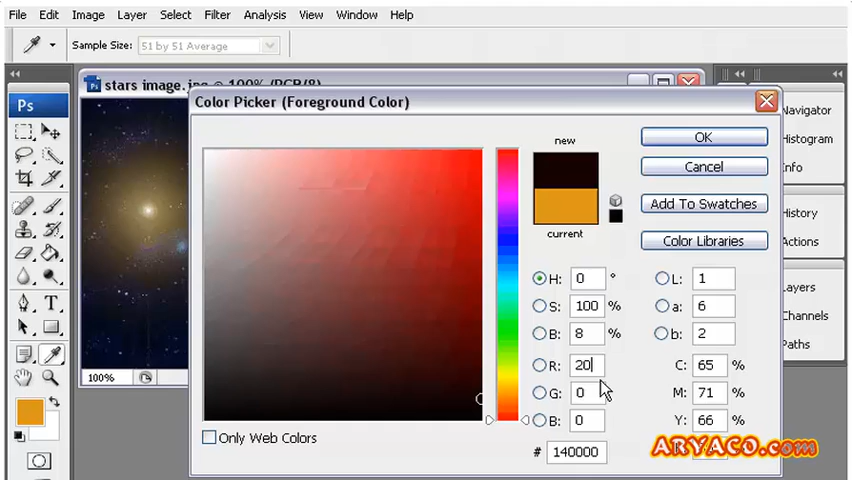 File Edit Image Layer Select Filter Analysis View Window Help
Sample Size: 51 by 51 Average
stars image.jpg @ 100% (RGB/8)
Color Picker (Foreground Color)
Ps
Navigator
Histogram
Info
History
Actions
Layers
Channels
Paths
new
current
OK
Cancel
Add To Swatches
Color Libraries
H: 0 °
S: 100 %
B: 8 %
R: 20
G: 0
B: 0
# 140000
L: 1
a: 6
b: 2
C: 65 %
M: 71 %
Y: 66 %
Only Web Colors
100%
T
ARYACO.com